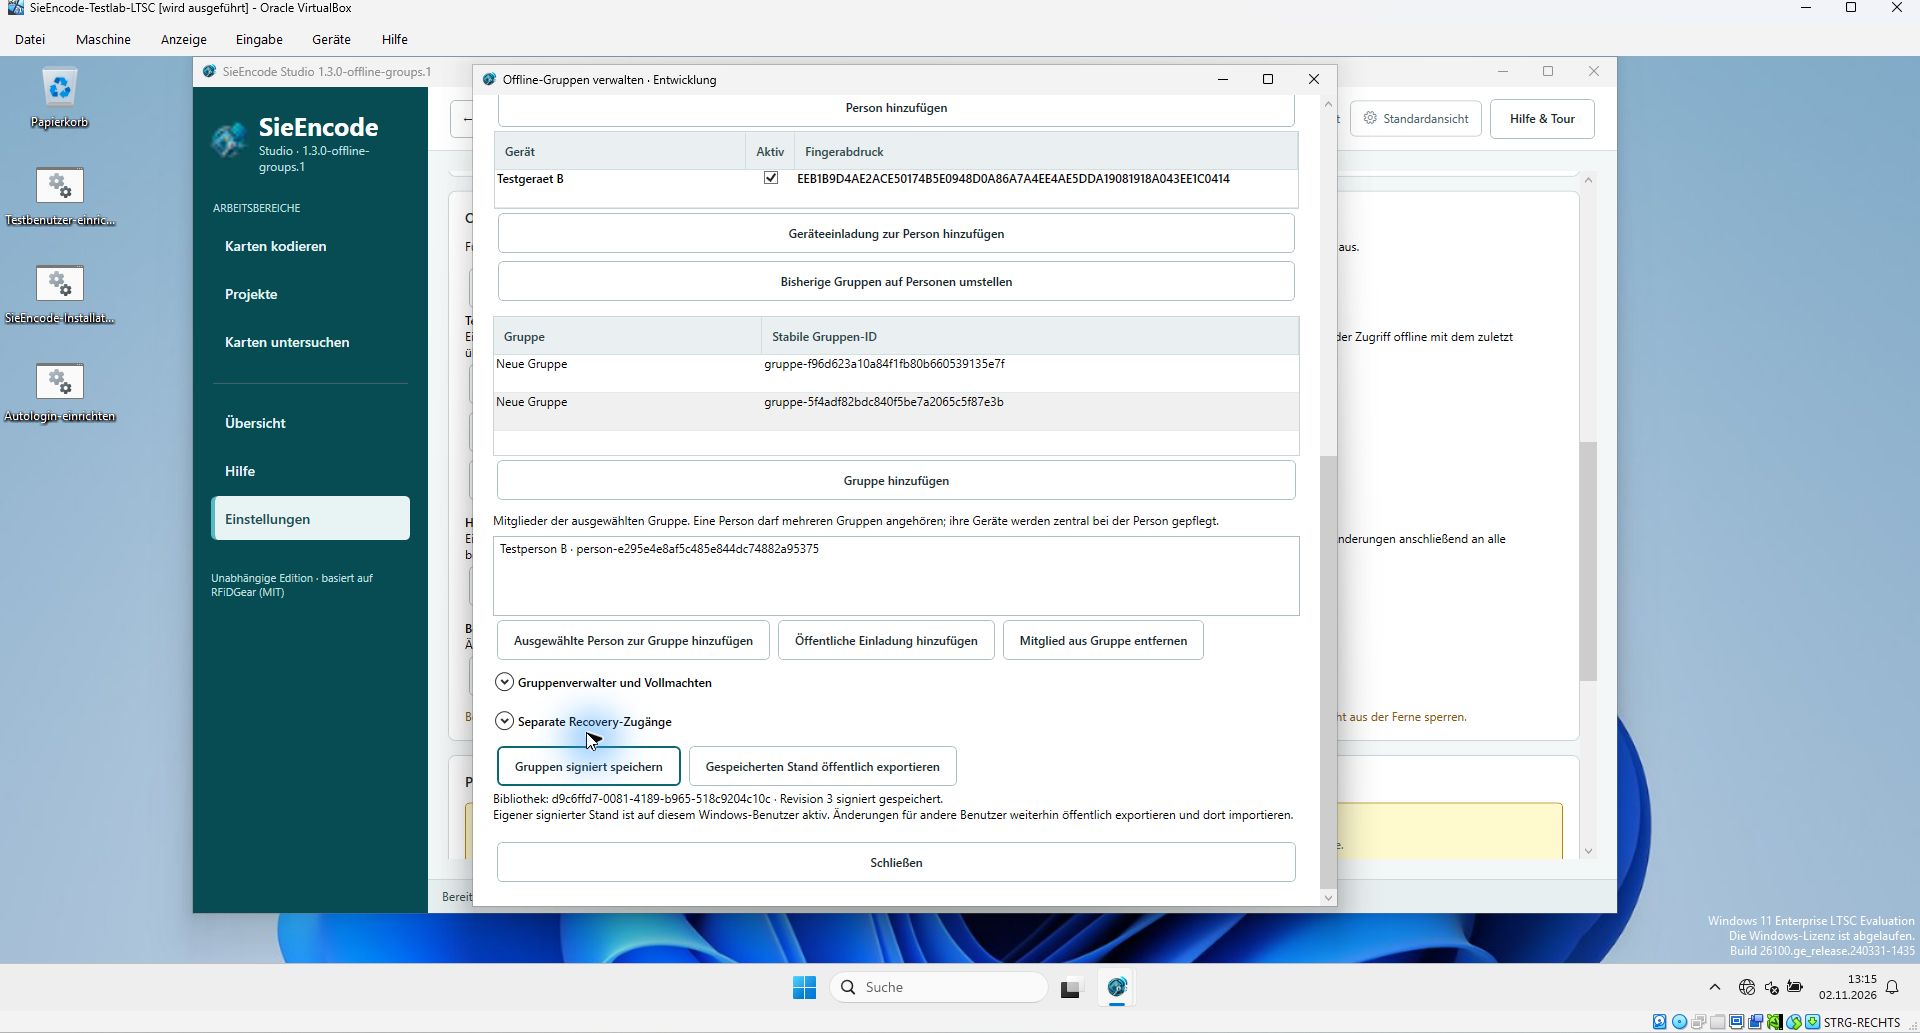 SieEncode-Testlab-LTSC [wird ausgeführt] - Oracle VirtualBox
Datei Maschine Anzeige Eingabe Geräte Hilfe
Papierkorb
Testbenutzer-einric...
SieEncode-Installat...
Autologin-einrichten
SieEncode Studio 1.3.0-offline-groups.1
SieEncode
Studio · 1.3.0-offline-
groups.1
ARBEITSBEREICHE
Karten kodieren
Projekte
Karten untersuchen
Übersicht
Hilfe
Einstellungen
Unabhängige Edition · basiert auf
RFiDGear (MIT)
Standardansicht
Hilfe & Tour
aus.
der Zugriff offline mit dem zuletzt
nderungen anschließend an alle
ht aus der Ferne sperren.
e.
Bereit
Offline-Gruppen verwalten · Entwicklung
Person hinzufügen
Gerät Aktiv Fingerabdruck
Testgeraet B EEB1B9D4AE2ACE50174B5E0948D0A86A7A4EE4AE5DDA19081918A043EE1C0414
Geräteeinladung zur Person hinzufügen
Bisherige Gruppen auf Personen umstellen
Gruppe Stabile Gruppen-ID
Neue Gruppe gruppe-f96d623a10a84f1fb80b660539135e7f
Neue Gruppe gruppe-5f4adf82bdc840f5be7a2065c5f87e3b
Gruppe hinzufügen
Mitglieder der ausgewählten Gruppe. Eine Person darf mehreren Gruppen angehören; ihre Geräte werden zentral bei der Person gepflegt.
Testperson B · person-e295e4e8af5c485e844dc74882a95375
Ausgewählte Person zur Gruppe hinzufügen Öffentliche Einladung hinzufügen Mitglied aus Gruppe entfernen
Gruppenverwalter und Vollmachten
Separate Recovery-Zugänge
Gruppen signiert speichern Gespeicherten Stand öffentlich exportieren
Bibliothek: d9c6ffd7-0081-4189-b965-518c9204c10c · Revision 3 signiert gespeichert.
Eigener signierter Stand ist auf diesem Windows-Benutzer aktiv. Änderungen für andere Benutzer weiterhin öffentlich exportieren und dort importieren.
Schließen
Windows 11 Enterprise LTSC Evaluation
Die Windows-Lizenz ist abgelaufen.
Build 26100.ge_release.240331-1435
Suche
13:15
02.11.2026
STRG-RECHTS